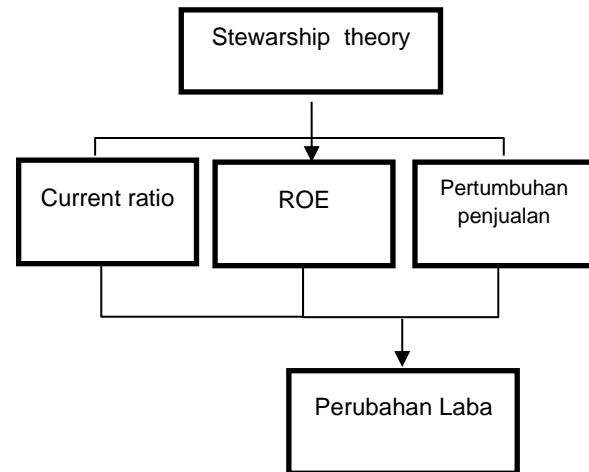 Stewarship theory
Current ratio
ROE
Pertumbuhan
penjualan
Perubahan Laba